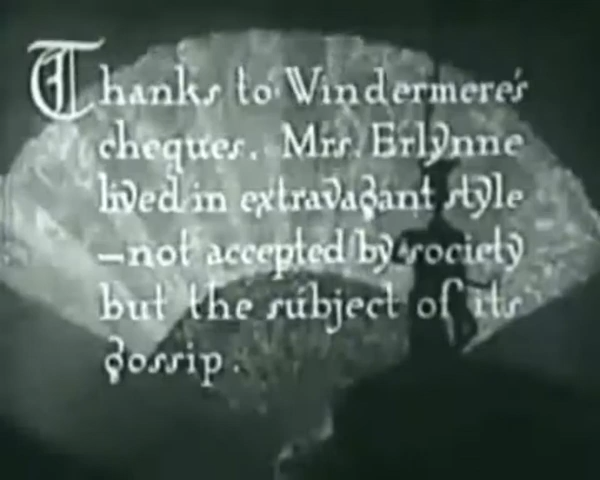 Thanks to Windermere's
cheques. Mrs. Erlynne
lived in extravagant style
—not accepted by society
but the subject of its
gossip.